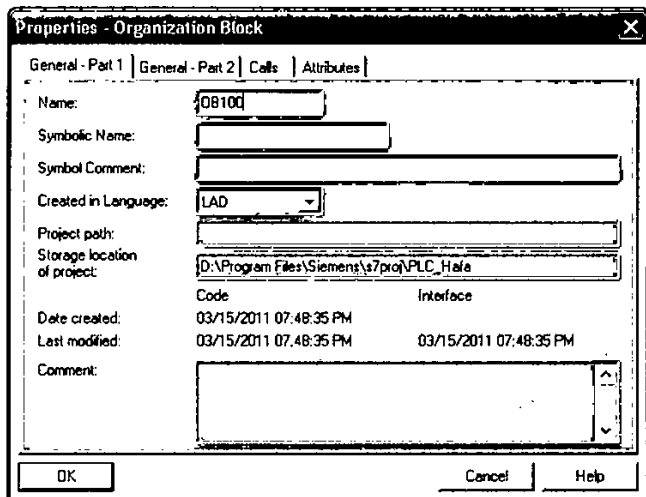 Properties - Organization Block
General - Part 1 General - Part 2 Calls Attributes
Name: OB100
Symbolic Name:
Symbol Comment:
Created in Language: LAD
Project path:
Storage location
of project: D:\Program Files\Siemens\s7proj\PLC_Hafa
Code Interface
Date created: 03/15/2011 07:48:35 PM
Last modified: 03/15/2011 07:48:35 PM 03/15/2011 07:48:35 PM
Comment:
OK Cancel Help